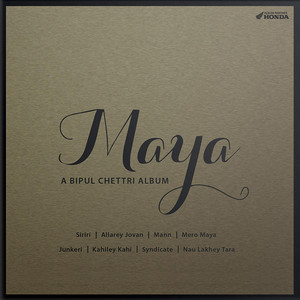 HONDA
Maya
A BIPUL CHETTRI ALBUM
Siriri | Allarey Jovan | Mann | Mero Maya
Junkeri | Kahiley Kahi | Syndicate | Nau Lakhey Tara